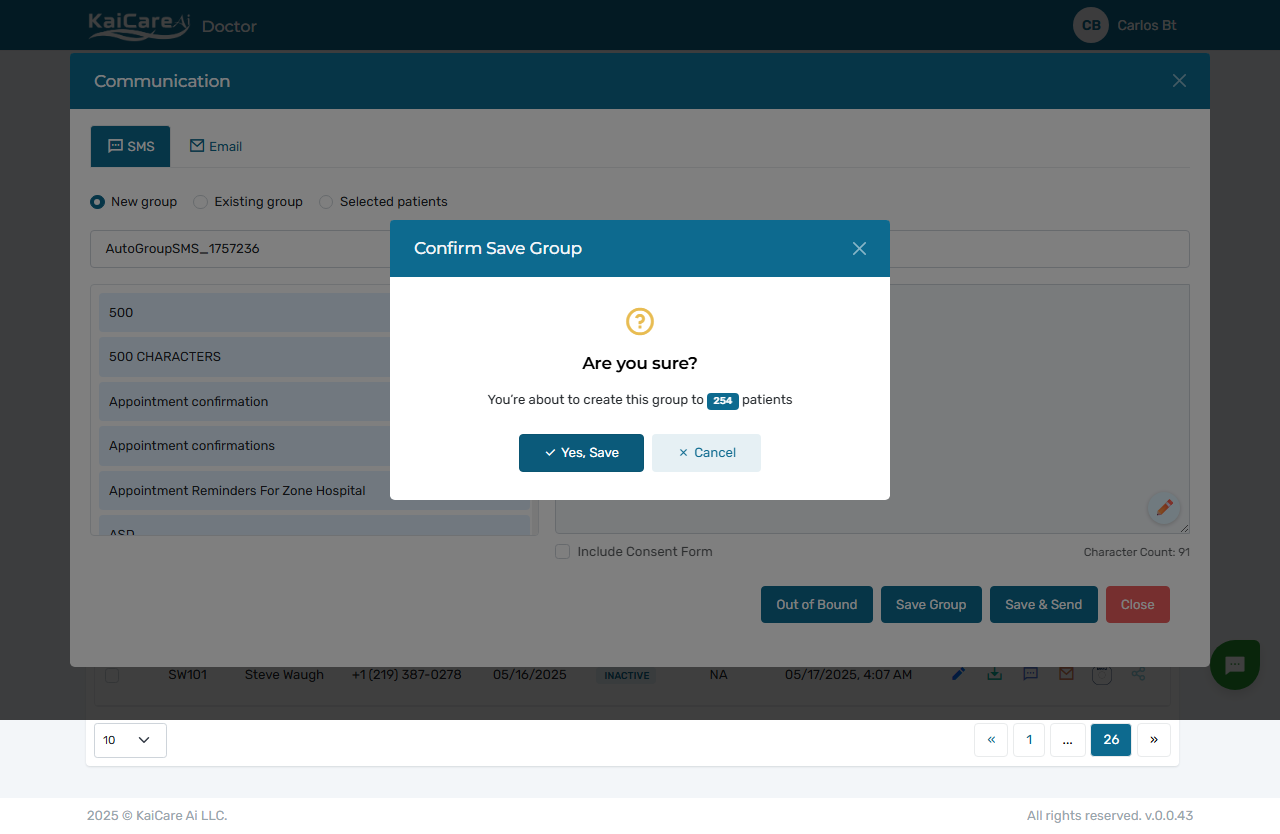 KaiCare Ai Doctor
CB Carlos Bt
Communication
SMS Email
New group Existing group Selected patients
AutoGroupSMS_1757236
500
500 CHARACTERS
Appointment confirmation
Appointment confirmations
Appointment Reminders For Zone Hospital
ASD
Confirm Save Group
Are you sure?
You're about to create this group to 254 patients
Yes, Save Cancel
Include Consent Form Character Count: 91
Out of Bound Save Group Save & Send Close
SW101 Steve Waugh +1 (219) 387-0278 05/16/2025 INACTIVE NA 05/17/2025, 4:07 AM
10 « 1 ... 26 »
2025 © KaiCare Ai LLC. All rights reserved. v.0.0.43